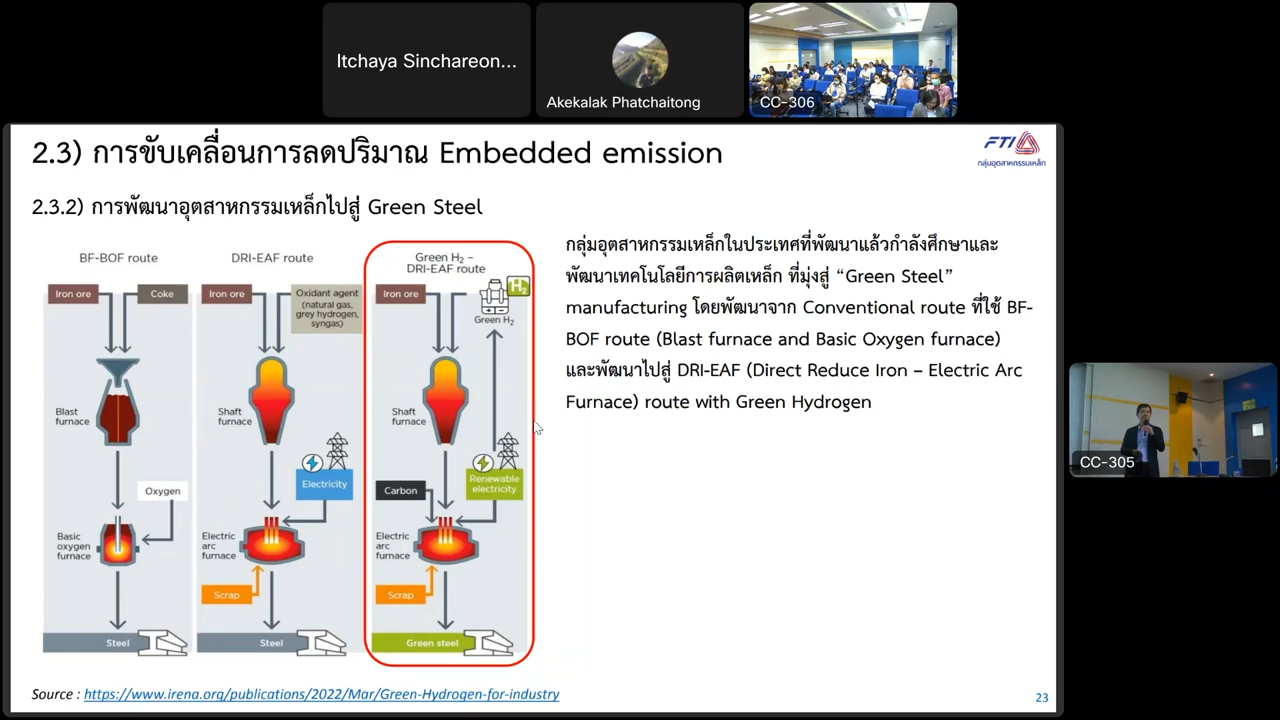 Itchaya Sinchareon...
Akekalak Phatchaitong
CC-306
2.3) การขับเคลื่อนการลดปริมาณ Embedded emission
FTI
กลุ่มอุตสาหกรรมเหล็ก
2.3.2) การพัฒนาอุตสาหกรรมเหล็กไปสู่ Green Steel
BF-BOF route
Iron ore
Coke
Blast
furnace
Oxygen
Basic
oxygen
furnace
Steel
DRI-EAF route
Iron ore
Oxidant agent
(natural gas,
grey hydrogen,
syngas)
Shaft
furnace
Electricity
Electric
arc
furnace
Scrap
Steel
Green H₂ –
DRI-EAF route
Iron ore
H₂
Green H₂
Shaft
furnace
Carbon
Renewable
electricity
Electric
arc
furnace
Scrap
Green steel
กลุ่มอุตสาหกรรมเหล็กในประเทศที่พัฒนาแล้วกำลังศึกษาและ
พัฒนาเทคโนโลยีการผลิตเหล็ก ที่มุ่งสู่ “Green Steel”
manufacturing โดยพัฒนาจาก Conventional route ที่ใช้ BF-
BOF route (Blast furnace and Basic Oxygen furnace)
และพัฒนาไปสู่ DRI-EAF (Direct Reduce Iron – Electric Arc
Furnace) route with Green Hydrogen
CC-305
Source : https://www.irena.org/publications/2022/Mar/Green-Hydrogen-for-industry
23